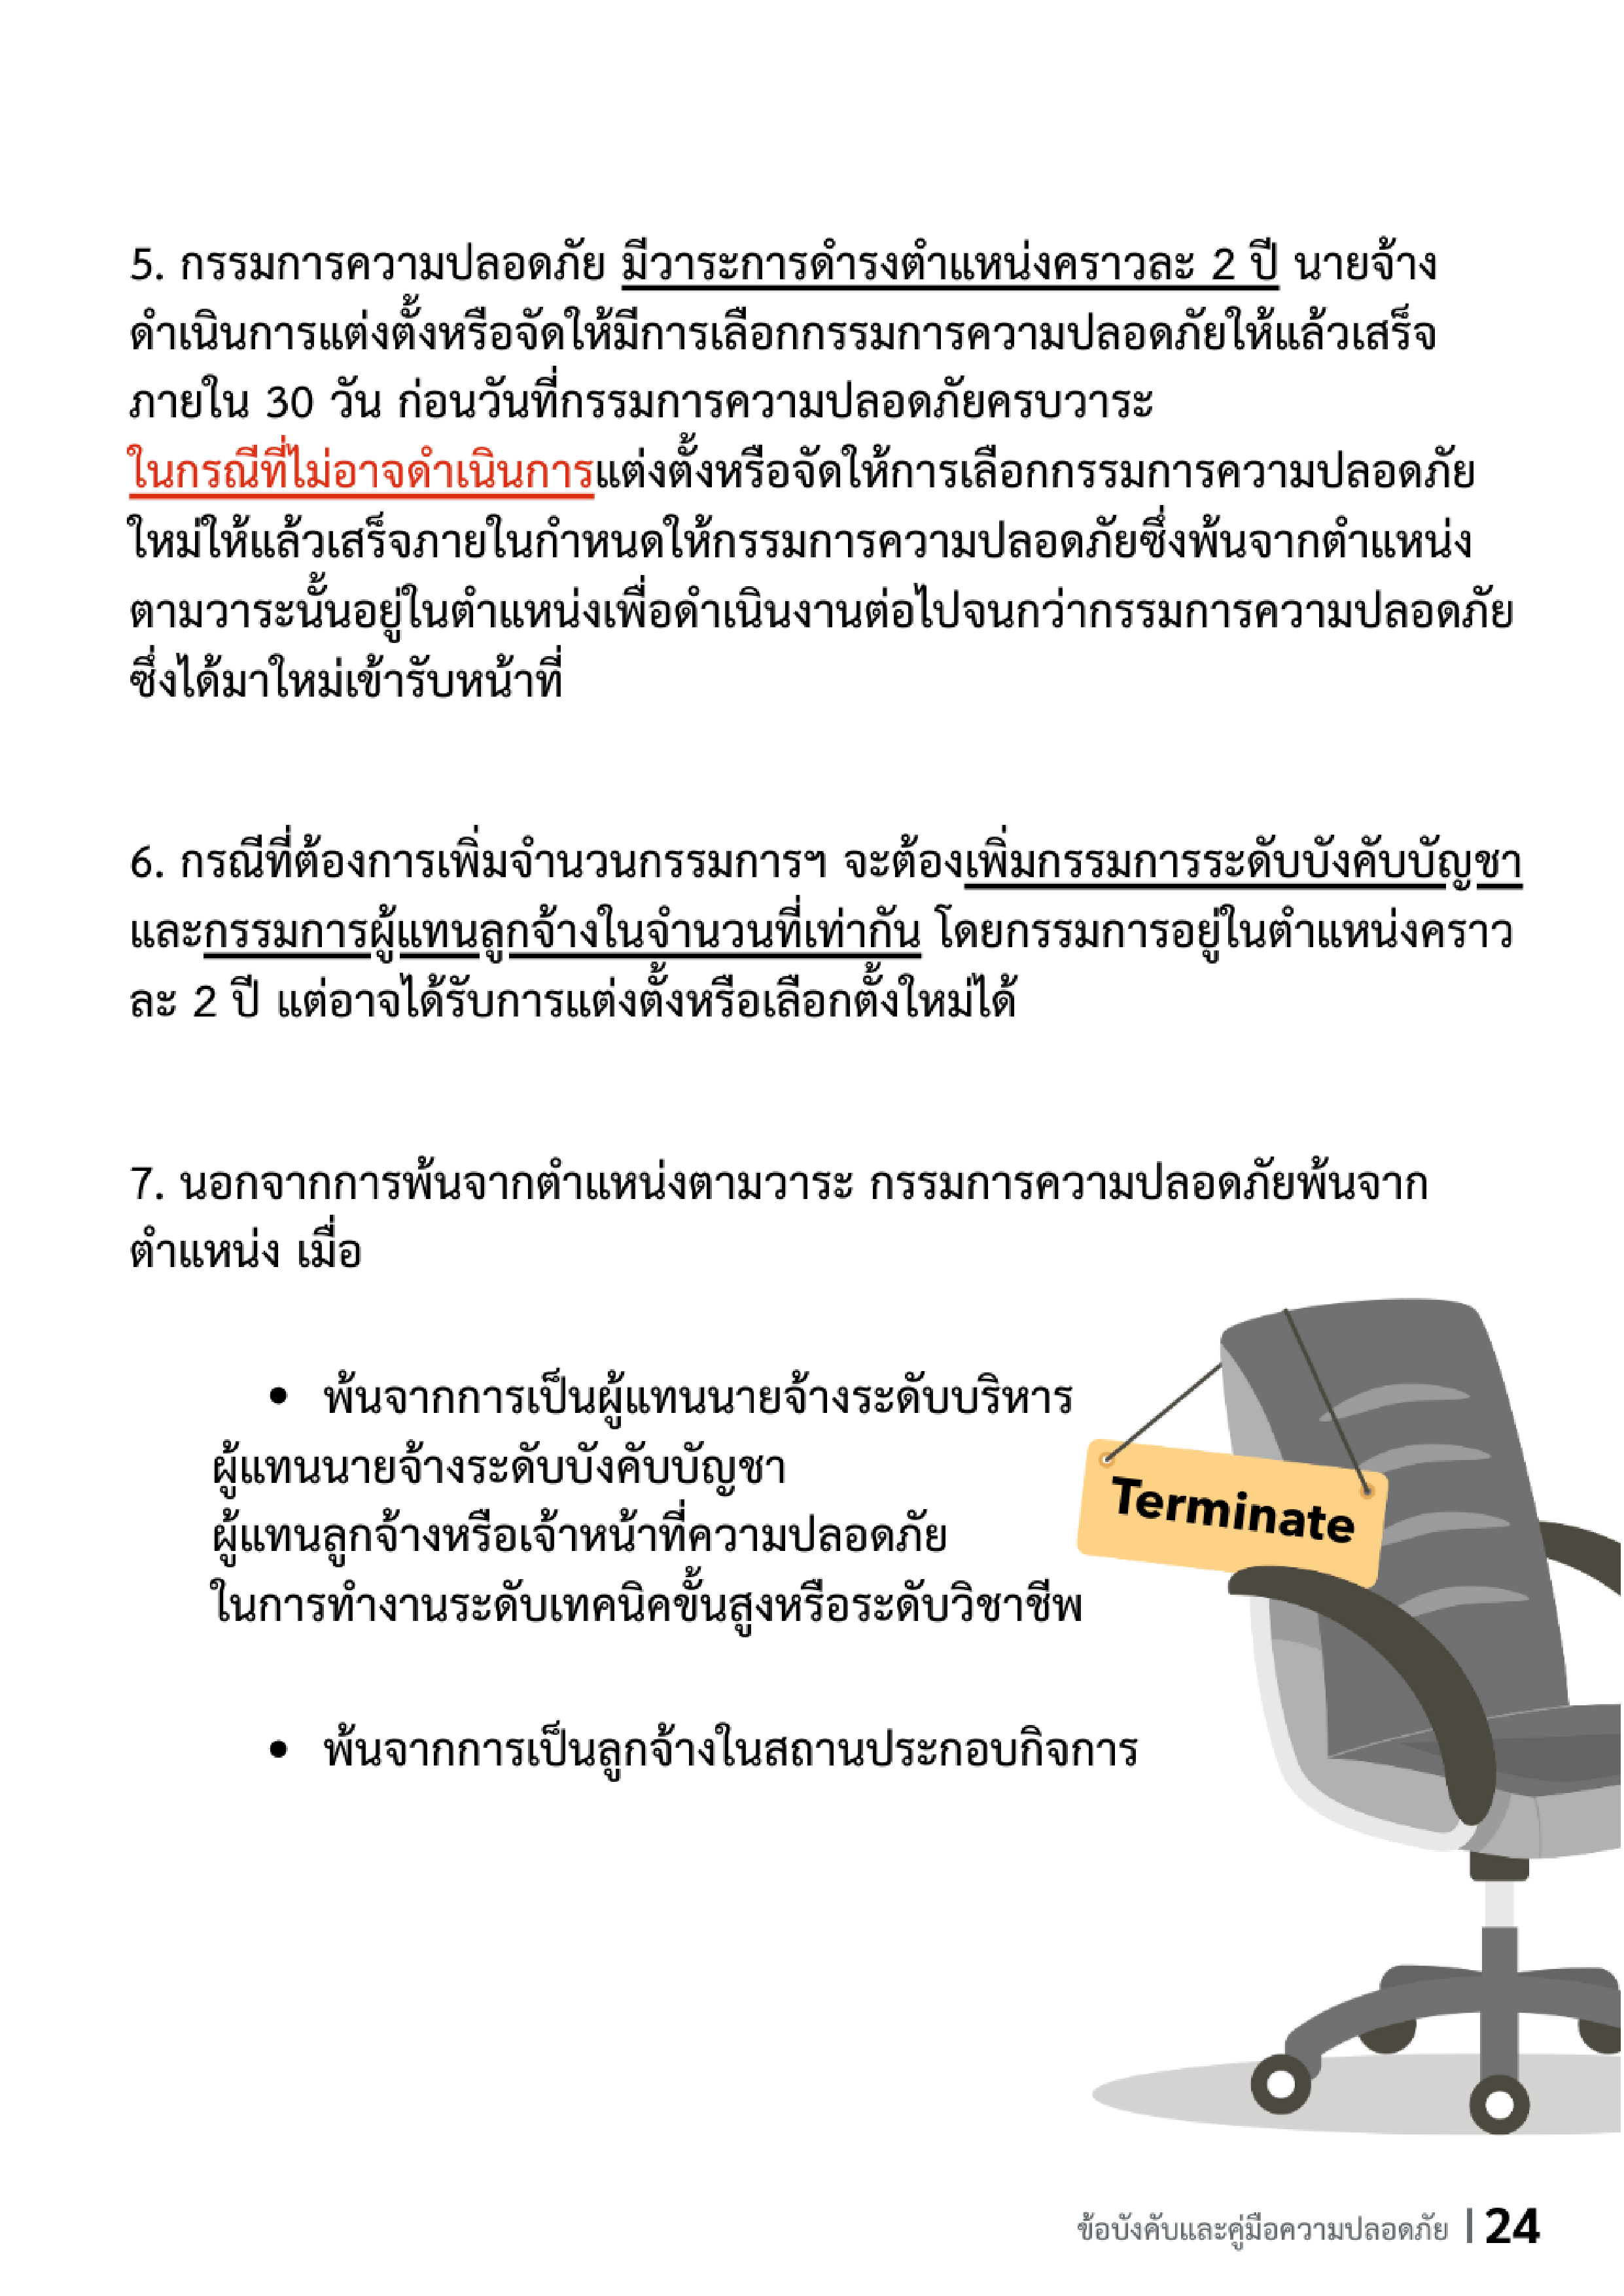 5. กรรมการความปลอดภัย มีวาระการดำรงตำแหน่งคราวละ 2 ปี นายจ้าง
ดำเนินการแต่งตั้งหรือจัดให้มีการเลือกกรรมการความปลอดภัยให้แล้วเสร็จ
ภายใน 30 วัน ก่อนวันที่กรรมการความปลอดภัยครบวาระ
ในกรณีที่ไม่อาจดำเนินการแต่งตั้งหรือจัดให้การเลือกกรรมการความปลอดภัย
ใหม่ให้แล้วเสร็จภายในกำหนดให้กรรมการความปลอดภัยซึ่งพ้นจากตำแหน่ง
ตามวาระนั้นอยู่ในตำแหน่งเพื่อดำเนินงานต่อไปจนกว่ากรรมการความปลอดภัย
ซึ่งได้มาใหม่เข้ารับหน้าที่
6. กรณีที่ต้องการเพิ่มจำนวนกรรมการฯ จะต้องเพิ่มกรรมการระดับบังคับบัญชา
และกรรมการผู้แทนลูกจ้างในจำนวนที่เท่ากัน โดยกรรมการอยู่ในตำแหน่งคราว
ละ 2 ปี แต่อาจได้รับการแต่งตั้งหรือเลือกตั้งใหม่ได้
7. นอกจากการพ้นจากตำแหน่งตามวาระ กรรมการความปลอดภัยพ้นจาก
ตำแหน่ง เมื่อ
• พ้นจากการเป็นผู้แทนนายจ้างระดับบริหาร
ผู้แทนนายจ้างระดับบังคับบัญชา
ผู้แทนลูกจ้างหรือเจ้าหน้าที่ความปลอดภัย
ในการทำงานระดับเทคนิคขั้นสูงหรือระดับวิชาชีพ
• พ้นจากการเป็นลูกจ้างในสถานประกอบกิจการ
Terminate
ข้อบังคับและคู่มือความปลอดภัย | 24